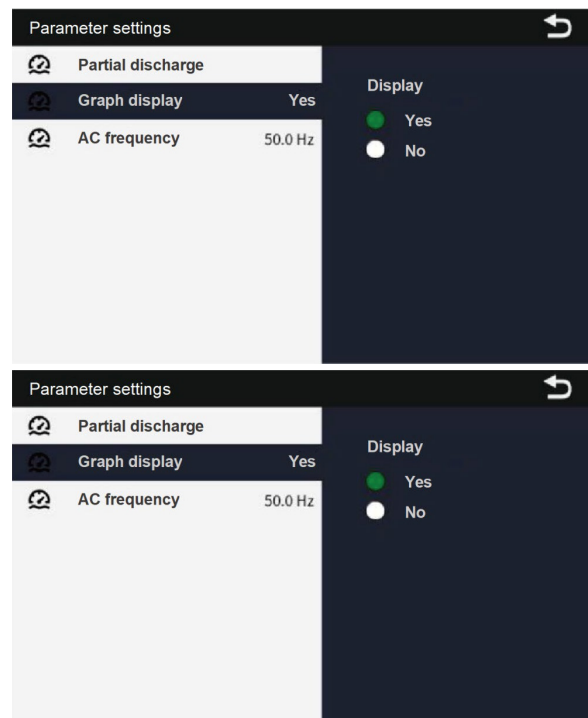 Parameter settings
Partial discharge
Graph display Yes
AC frequency 50.0 Hz
Display
Yes
No
Parameter settings
Partial discharge
Graph display Yes
AC frequency 50.0 Hz
Display
Yes
No